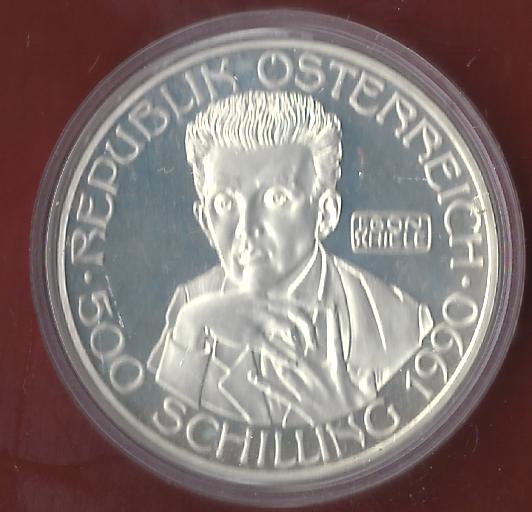 REPUBLIK ÖSTERREICH
500 SCHILLING 1990
EGON
SCHIELE